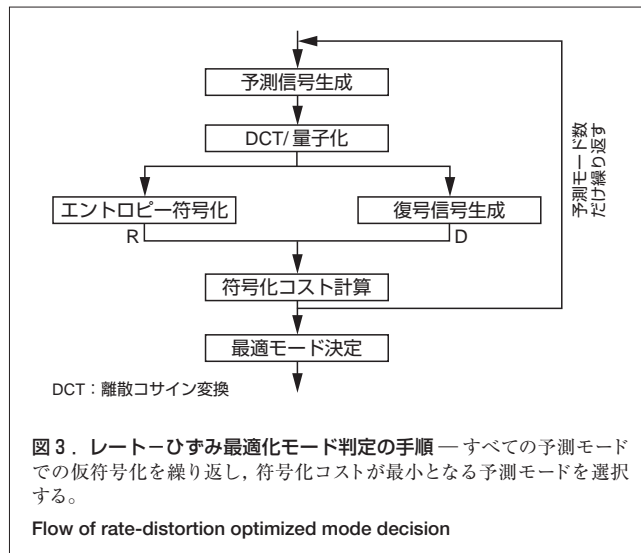 予測信号生成
DCT/量子化
エントロピー符号化
復号信号生成
R
D
符号化コスト計算
最適モード決定
予測モード数
だけ繰り返す
DCT：離散コサイン変換
図3．レート－ひずみ最適化モード判定の手順 — すべての予測モード
での仮符号化を繰り返し，符号化コストが最小となる予測モードを選択
する。
Flow of rate-distortion optimized mode decision